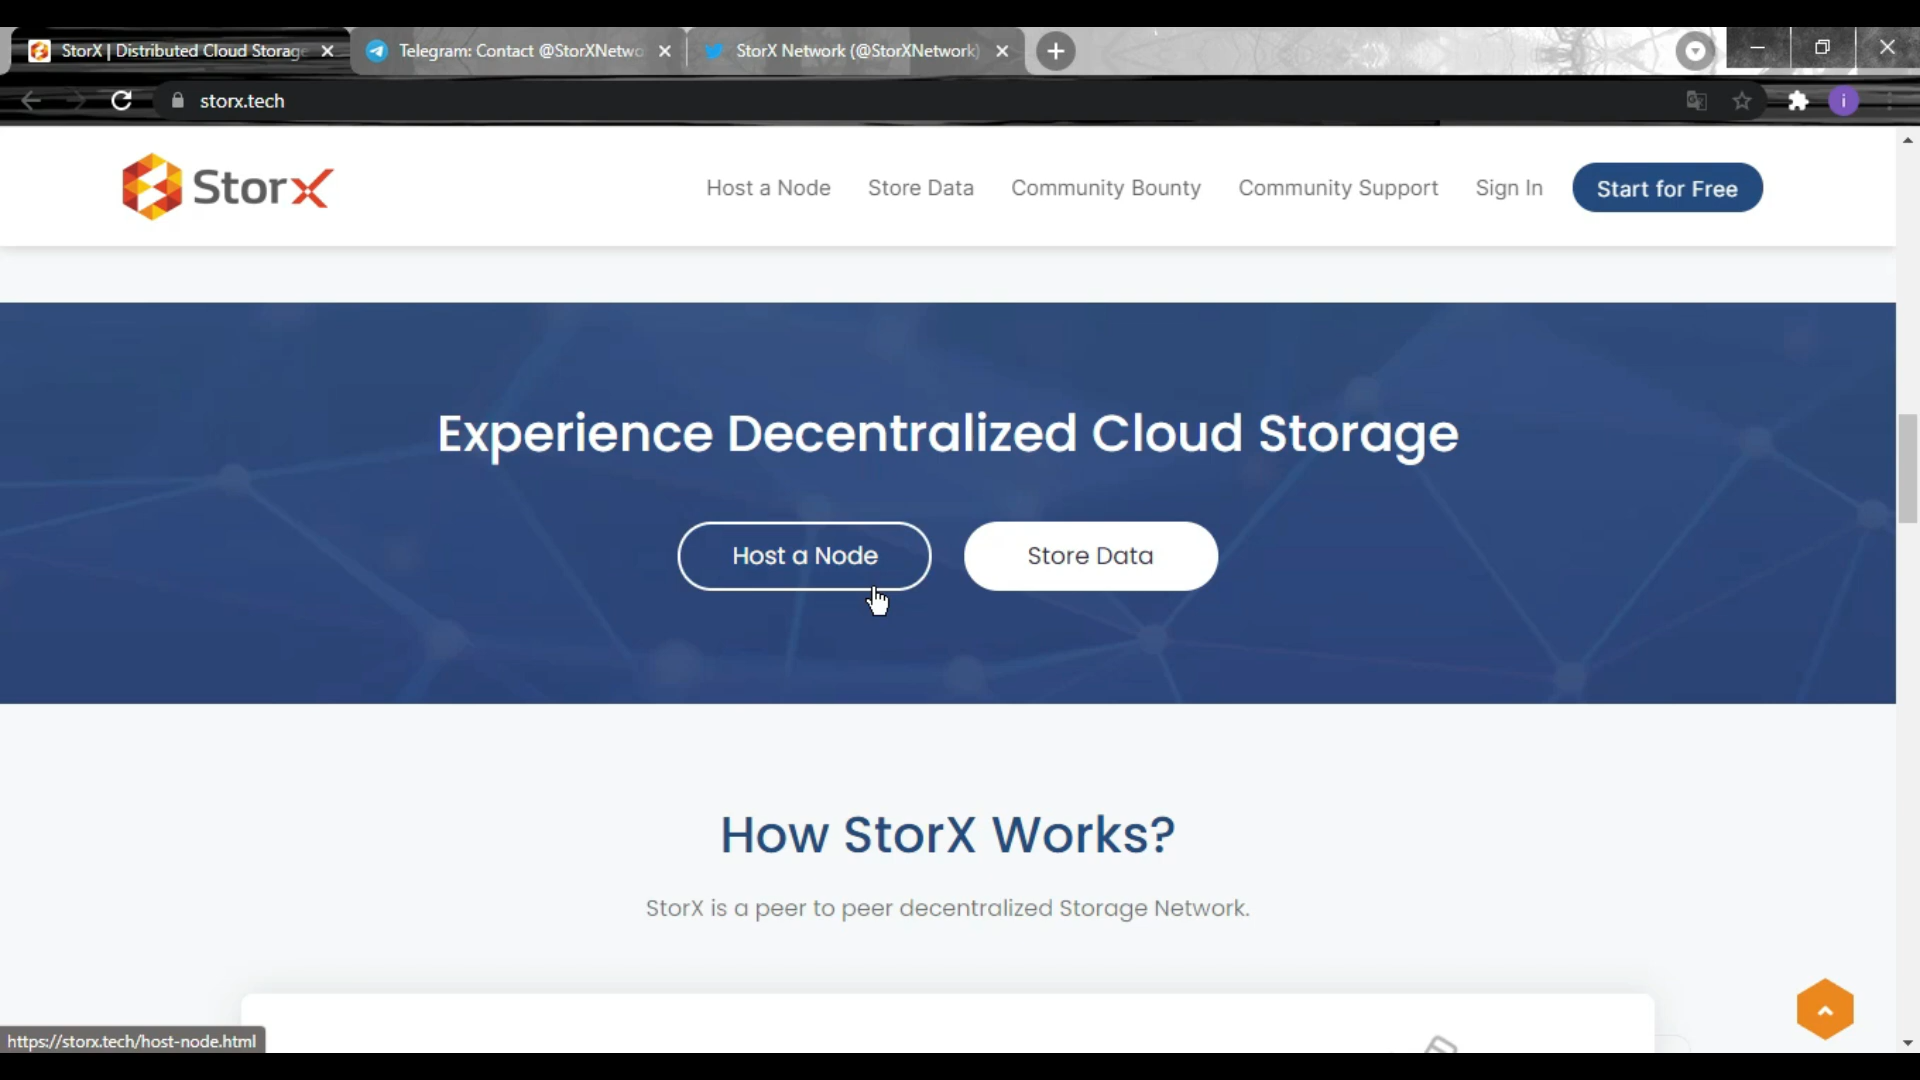 StorX | Distributed Cloud Storage
Telegram: Contact @StorXNetwo
StorX Network (@StorXNetwork)
storx.tech
i
StorX
Host a Node
Store Data
Community Bounty
Community Support
Sign In
Start for Free
Experience Decentralized Cloud Storage
Host a Node
Store Data
How StorX Works?
StorX is a peer to peer decentralized Storage Network.
https://storx.tech/host-node.html